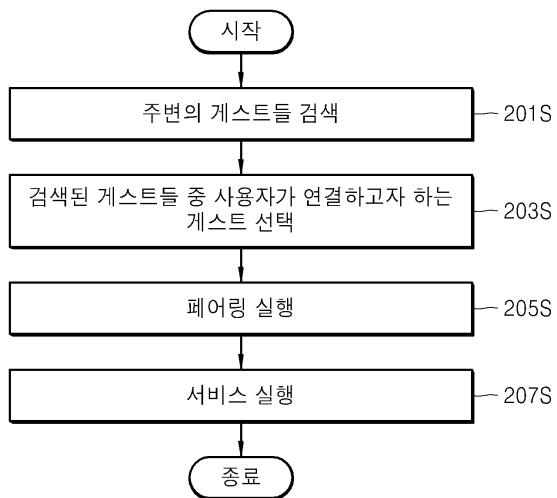 시작
주변의 게스트들 검색
201S
검색된 게스트들 중 사용자가 연결하고자 하는
게스트 선택
203S
페어링 실행
205S
서비스 실행
207S
종료